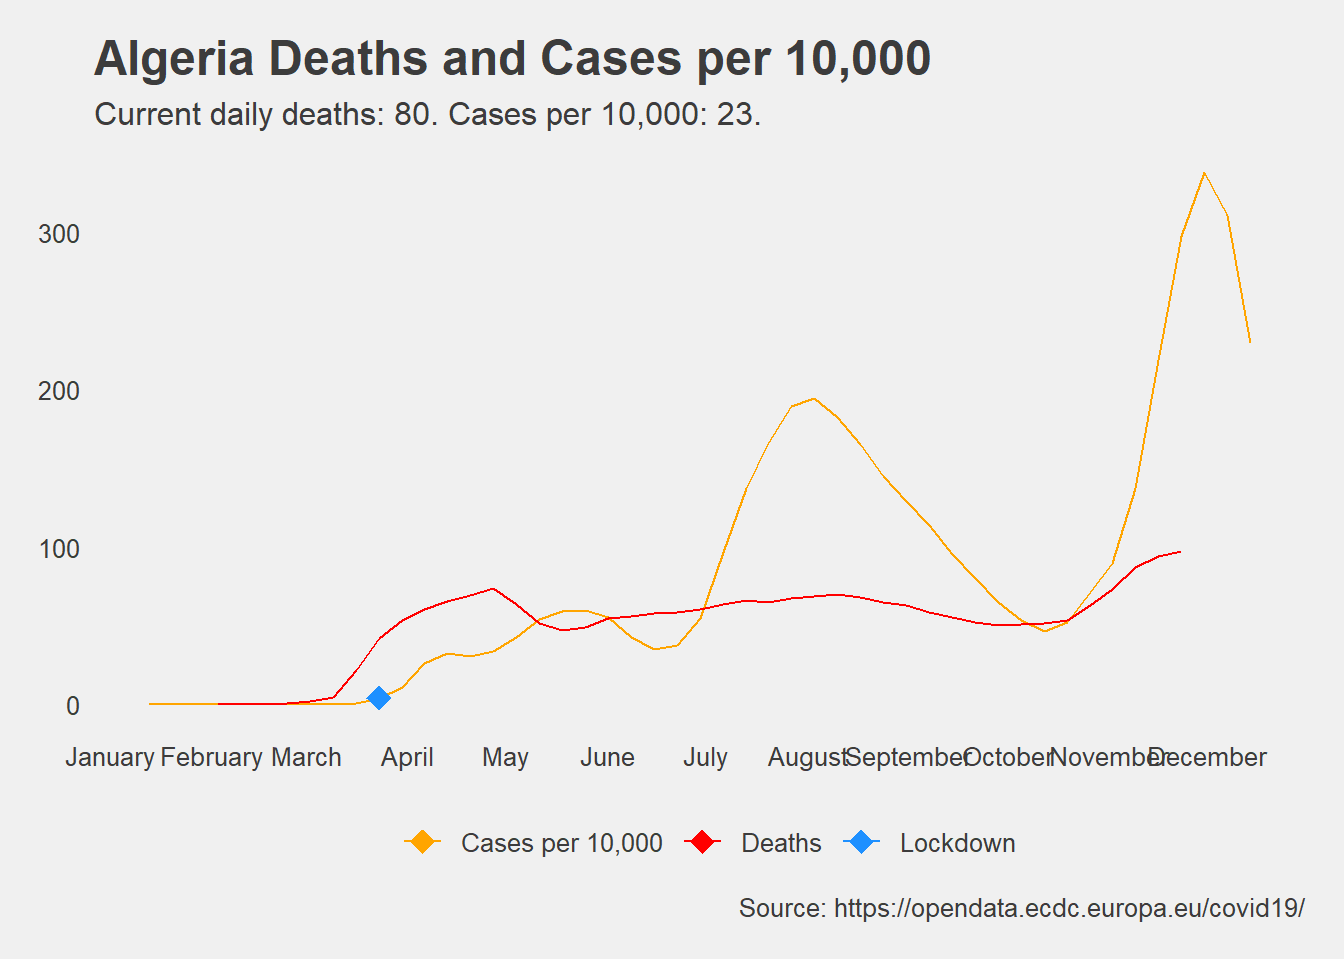 Algeria Deaths and Cases per 10,000
Current daily deaths: 80. Cases per 10,000: 23.
300
200
100
0
January February March April May June July August September October November December
Cases per 10,000 Deaths Lockdown
Source: https://opendata.ecdc.europa.eu/covid19/